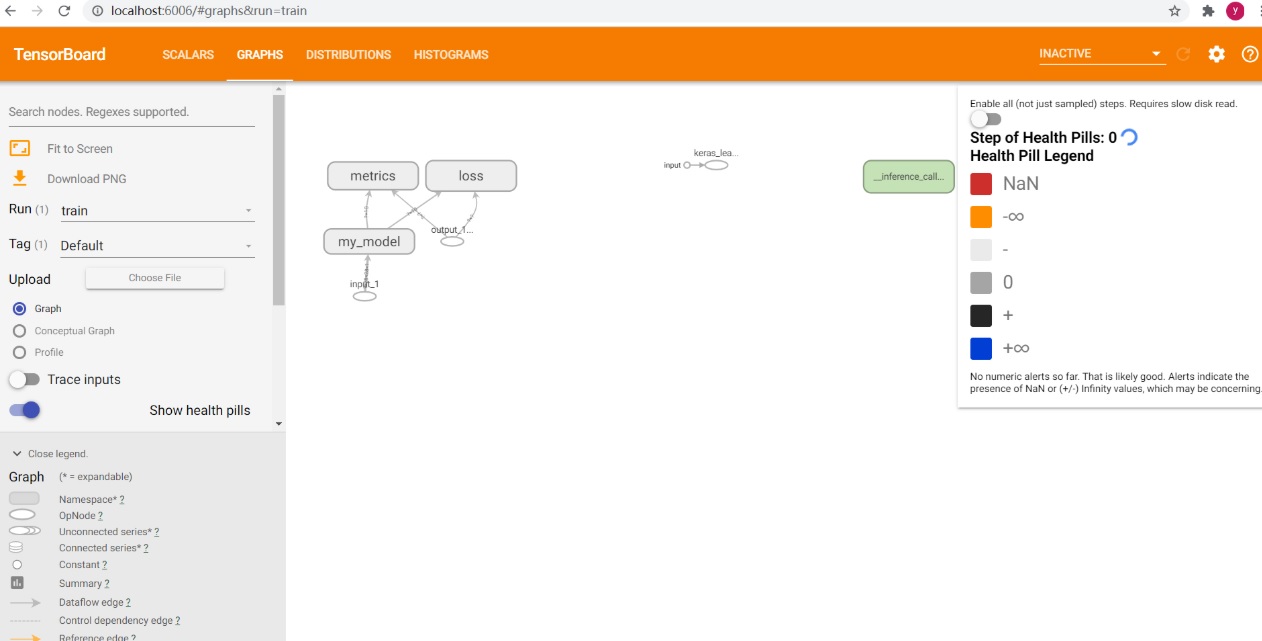 localhost:6006/#graphs&run=train
y
TensorBoard
SCALARS
GRAPHS
DISTRIBUTIONS
HISTOGRAMS
INACTIVE
Search nodes. Regexes supported.
Fit to Screen
Download PNG
Run (1) train
Tag (1) Default
Upload Choose File
Graph
Conceptual Graph
Profile
Trace inputs
Show health pills
Close legend.
Graph (* = expandable)
Namespace* ?
OpNode ?
Unconnected series* ?
Connected series* ?
Constant ?
Summary ?
Dataflow edge ?
Control dependency edge ?
Reference edge ?
metrics
loss
my_model
output_1...
input_1
keras_lea...
input
__inference_call...
Enable all (not just sampled) steps. Requires slow disk read.
Step of Health Pills: 0
Health Pill Legend
NaN
-∞
-
0
+
+∞
No numeric alerts so far. That is likely good. Alerts indicate the
presence of NaN or (+/-) Infinity values, which may be concerning.